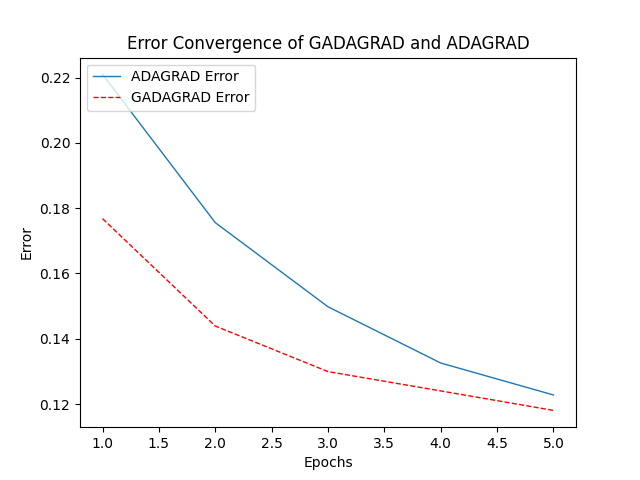 Error Convergence of GADAGRAD and ADAGRAD
ADAGRAD Error
GADAGRAD Error
0.22
0.20
0.18
0.16
0.14
0.12
Error
1.0 1.5 2.0 2.5 3.0 3.5 4.0 4.5 5.0
Epochs